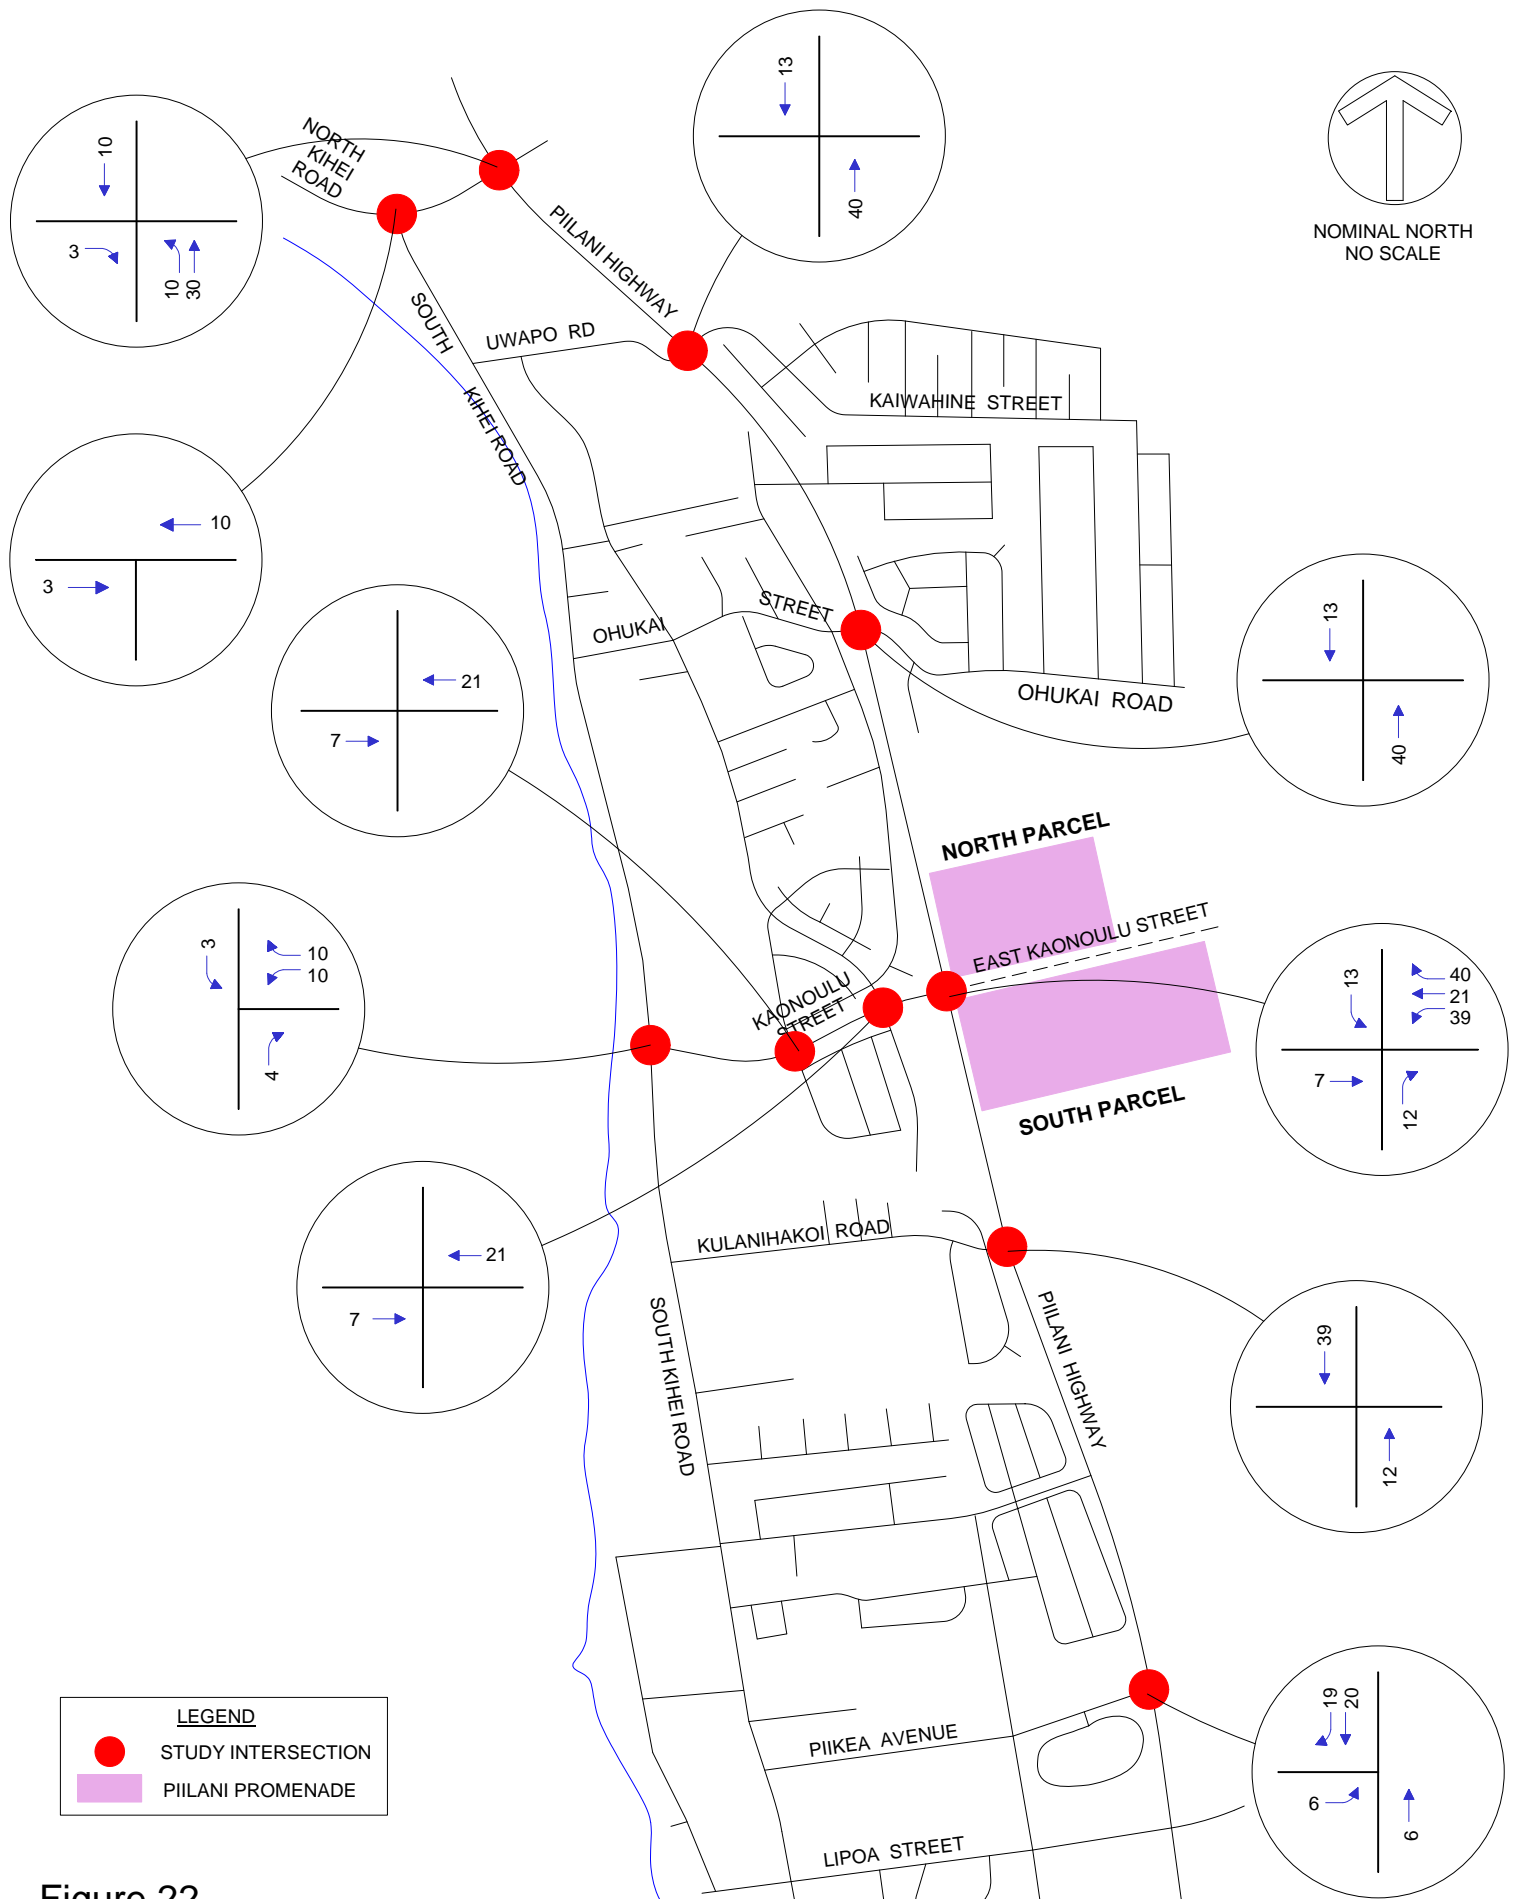 13
40
10
3
10
30
NORTH
KIHEI
ROAD
PIILANI HIGHWAY
NOMINAL NORTH
NO SCALE
SOUTH
KIHEI ROAD
UWAPO RD
KAIWAHINE STREET
10
3
OHUKAI
STREET
OHUKAI ROAD
13
40
21
7
NORTH PARCEL
EAST KAONOULU STREET
SOUTH PARCEL
KAONOULU
STREET
3
10
10
4
13
40
21
39
7
12
21
7
KULANIHAKOI ROAD
SOUTH KIHEI ROAD
PIILANI HIGHWAY
39
12
PIIKEA AVENUE
LIPOA STREET
19
20
6
6
LEGEND
STUDY INTERSECTION
PIILANI PROMENADE
Figure 22